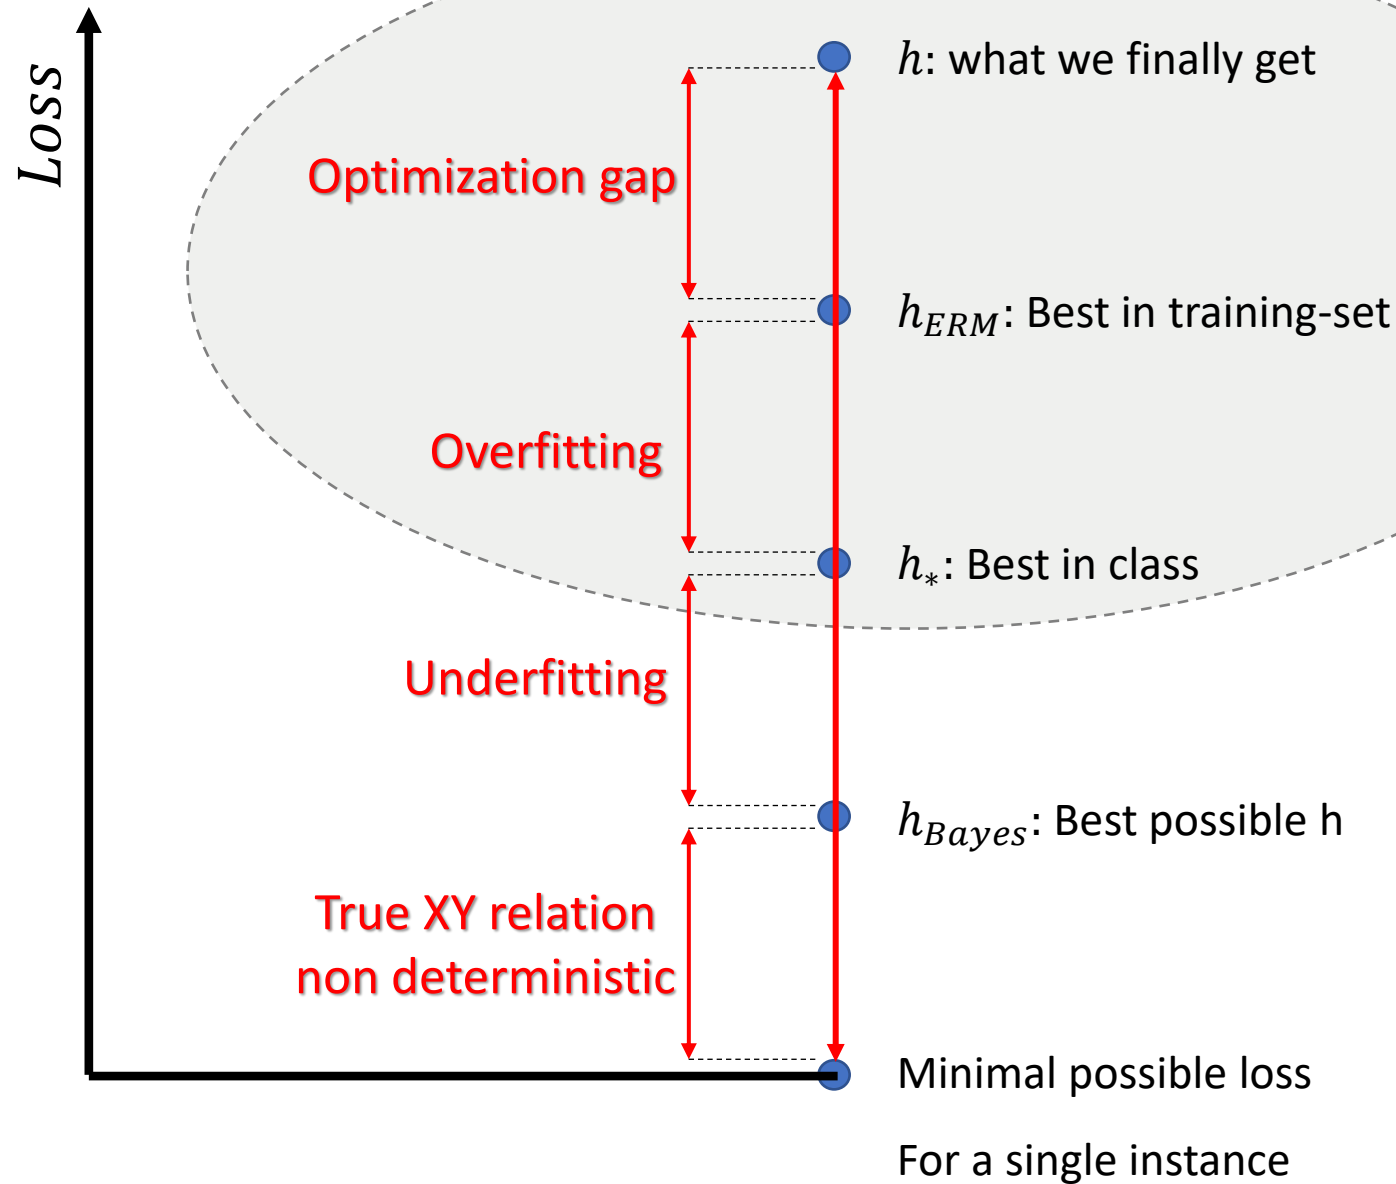 Loss
h: what we finally get
Optimization gap
h_ERM: Best in training-set
Overfitting
h_*: Best in class
Underfitting
h_Bayes: Best possible h
True XY relation
non deterministic
Minimal possible loss
For a single instance